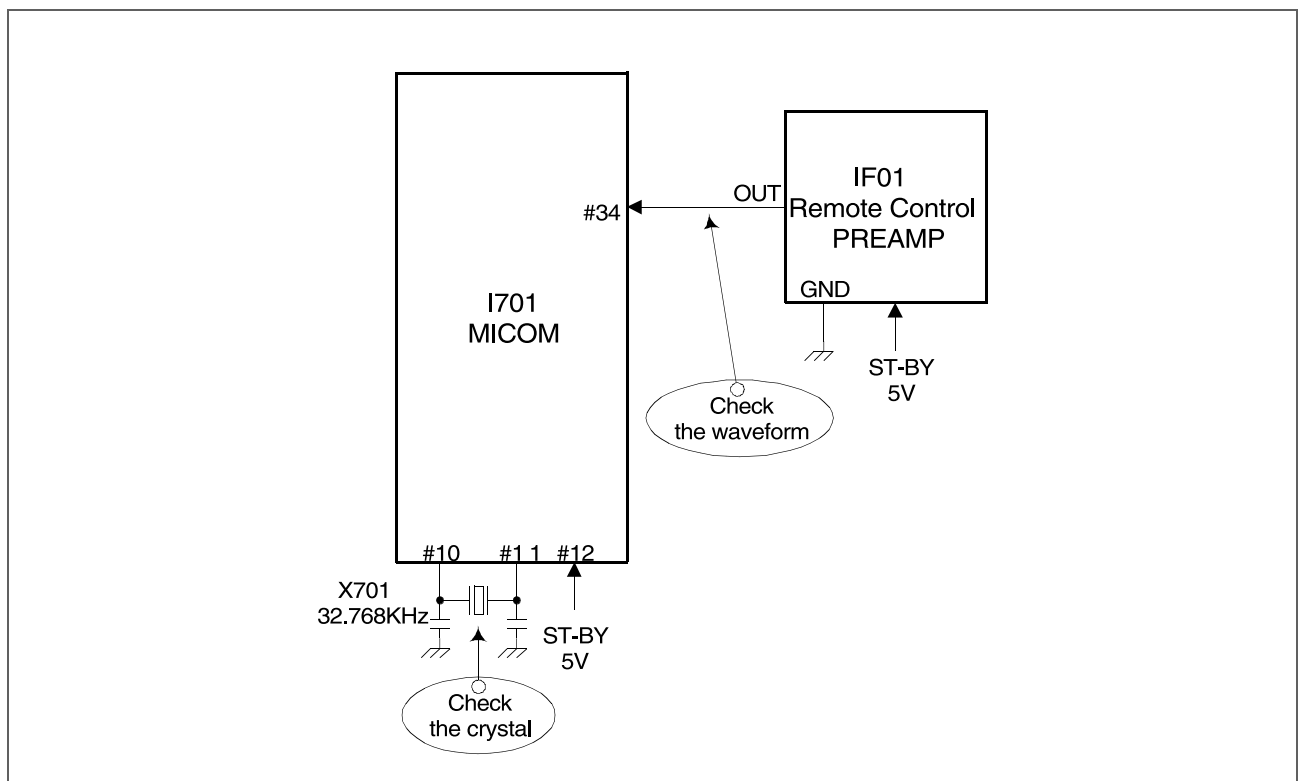 I701
MICOM
#34
OUT
IF01
Remote Control
PREAMP
GND
ST-BY
5V
Check
the waveform
#10
#1 1
#12
X701
32.768KHz
ST-BY
5V
Check
the crystal